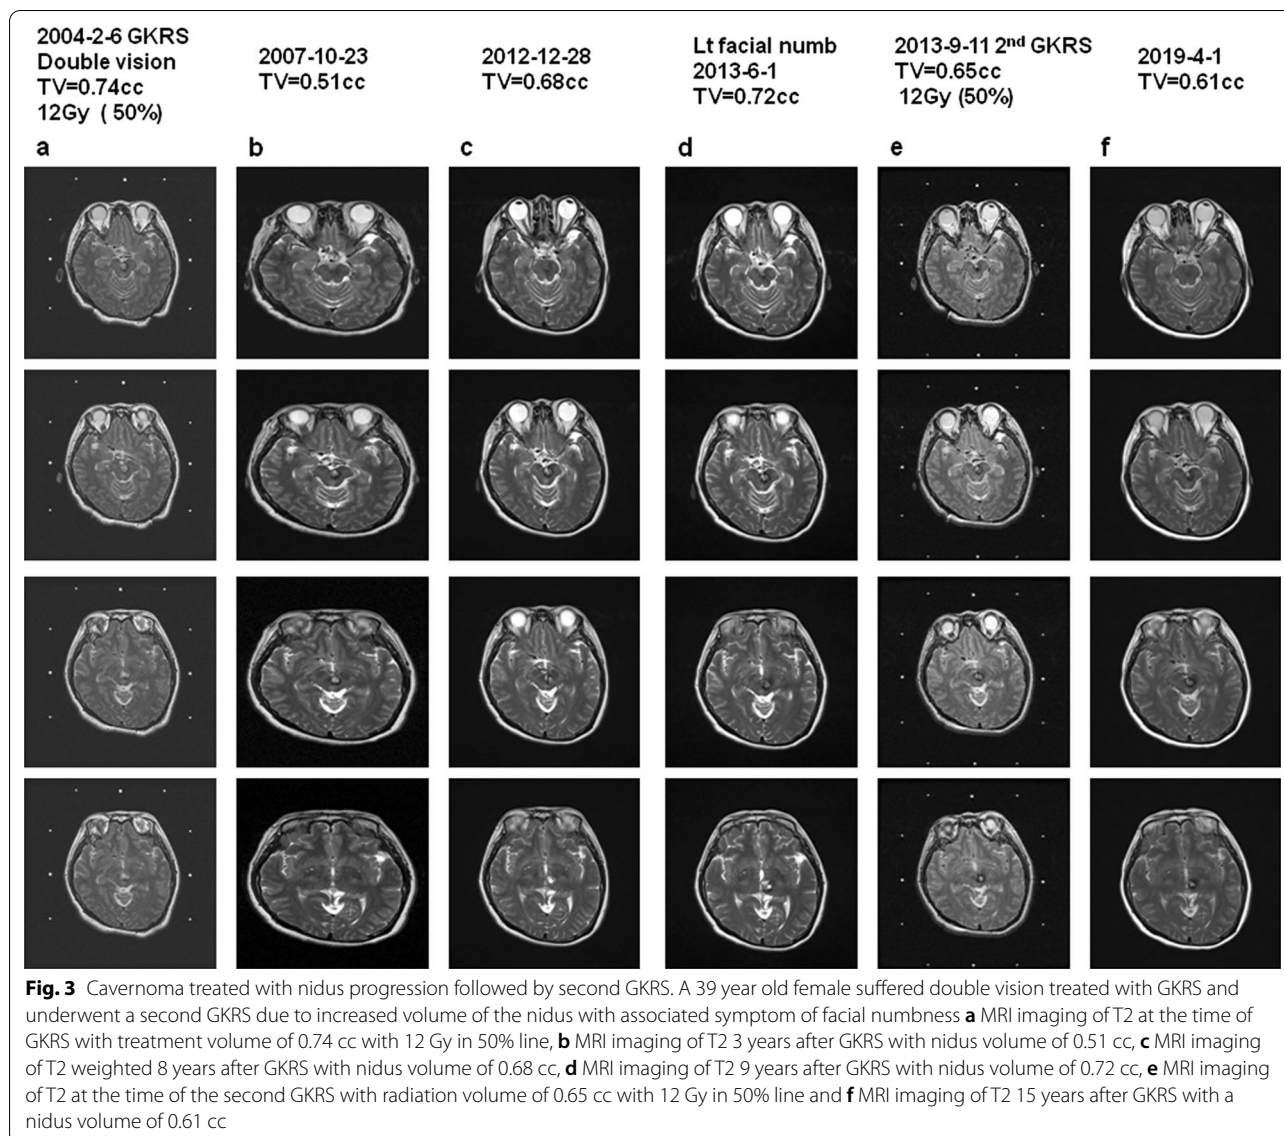 2004-2-6 GKRS
Double vision
TV=0.74cc
12Gy ( 50%)
2007-10-23
TV=0.51cc
2012-12-28
TV=0.68cc
Lt facial numb
2013-6-1
TV=0.72cc
2013-9-11 2nd GKRS
TV=0.65cc
12Gy (50%)
2019-4-1
TV=0.61cc
a
b
c
d
e
f
Fig. 3 Cavernoma treated with nidus progression followed by second GKRS. A 39 year old female suffered double vision treated with GKRS and
underwent a second GKRS due to increased volume of the nidus with associated symptom of facial numbness a MRI imaging of T2 at the time of
GKRS with treatment volume of 0.74 cc with 12 Gy in 50% line, b MRI imaging of T2 3 years after GKRS with nidus volume of 0.51 cc, c MRI imaging
of T2 weighted 8 years after GKRS with nidus volume of 0.68 cc, d MRI imaging of T2 9 years after GKRS with nidus volume of 0.72 cc, e MRI imaging
of T2 at the time of the second GKRS with radiation volume of 0.65 cc with 12 Gy in 50% line and f MRI imaging of T2 15 years after GKRS with a
nidus volume of 0.61 cc